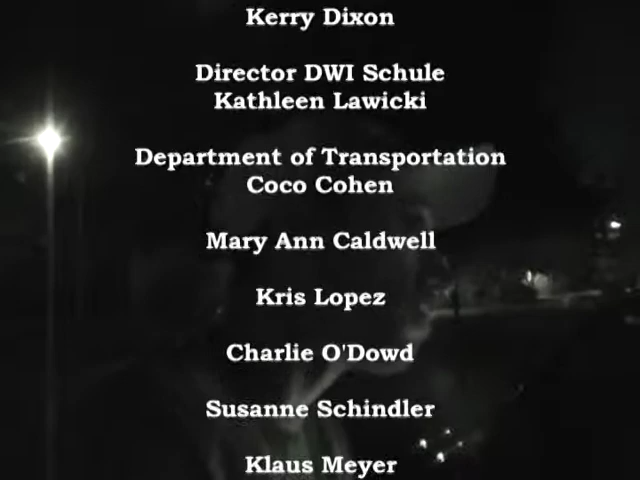 Kerry Dixon
Director DWI Schule
Kathleen Lawicki
Department of Transportation
Coco Cohen
Mary Ann Caldwell
Kris Lopez
Charlie O'Dowd
Susanne Schindler
Klaus Meyer